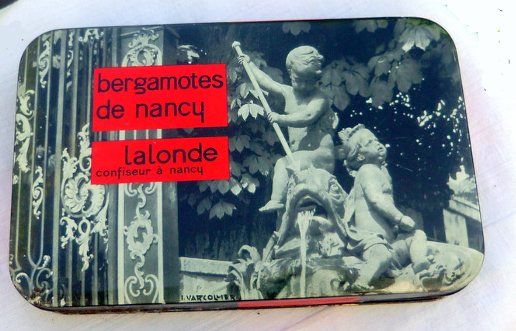 bergamotes
de nancy
lalonde
confiseur à nancy